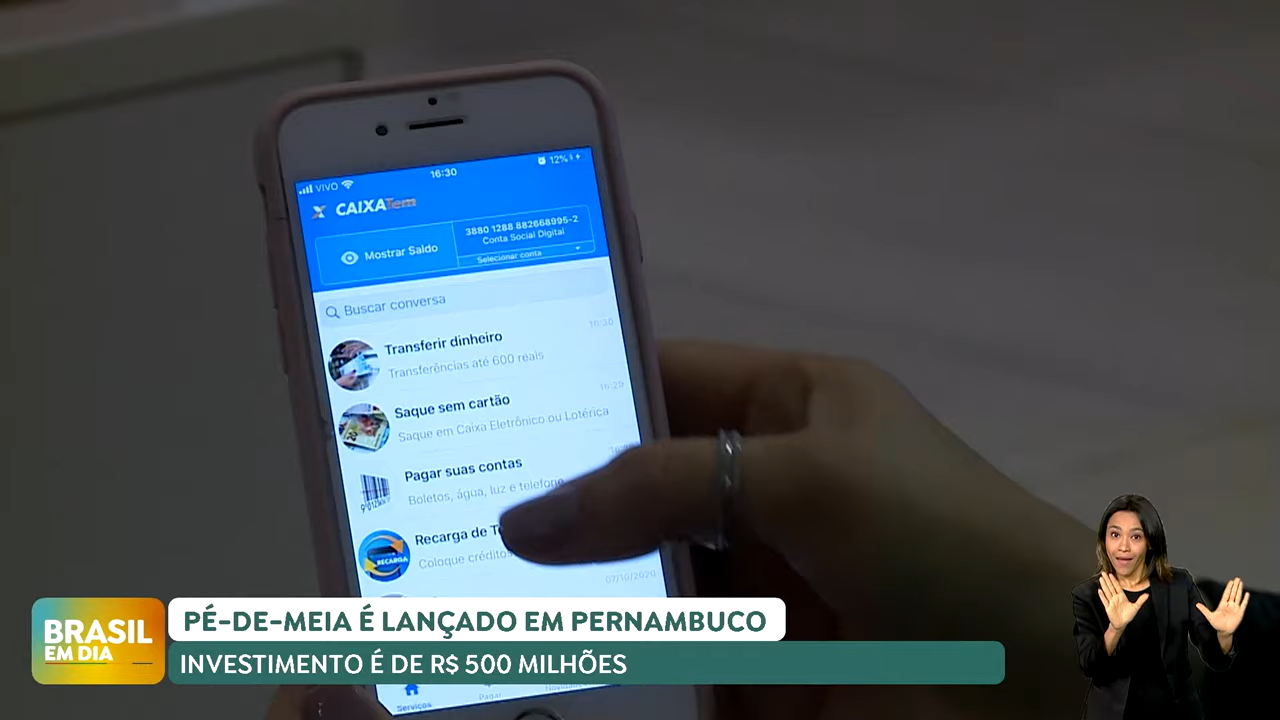 VIVO
16:30
12%
CAIXATem
Mostrar Saldo
3880 1288 882668995-2
Conta Social Digital
Selecionar conta
Buscar conversa
Transferir dinheiro
16:30
Transferências até 600 reais
Saque sem cartão
16:29
Saque em Caixa Eletrônico ou Lotérica
Pagar suas contas
Boletos, água, luz e telefone
Recarga de
RECARGA
Coloque créditos
07/10/2020
BRASIL
EM DIA
PÉ-DE-MEIA É LANÇADO EM PERNAMBUCO
INVESTIMENTO É DE R$ 500 MILHÕES
Serviços
Pagar